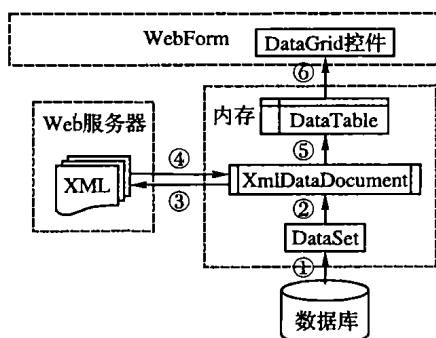 WebForm
DataGrid控件
⑥
内存
DataTable
Web服务器
④
⑤
XML
XmlDataDocument
③
②
DataSet
①
数据库